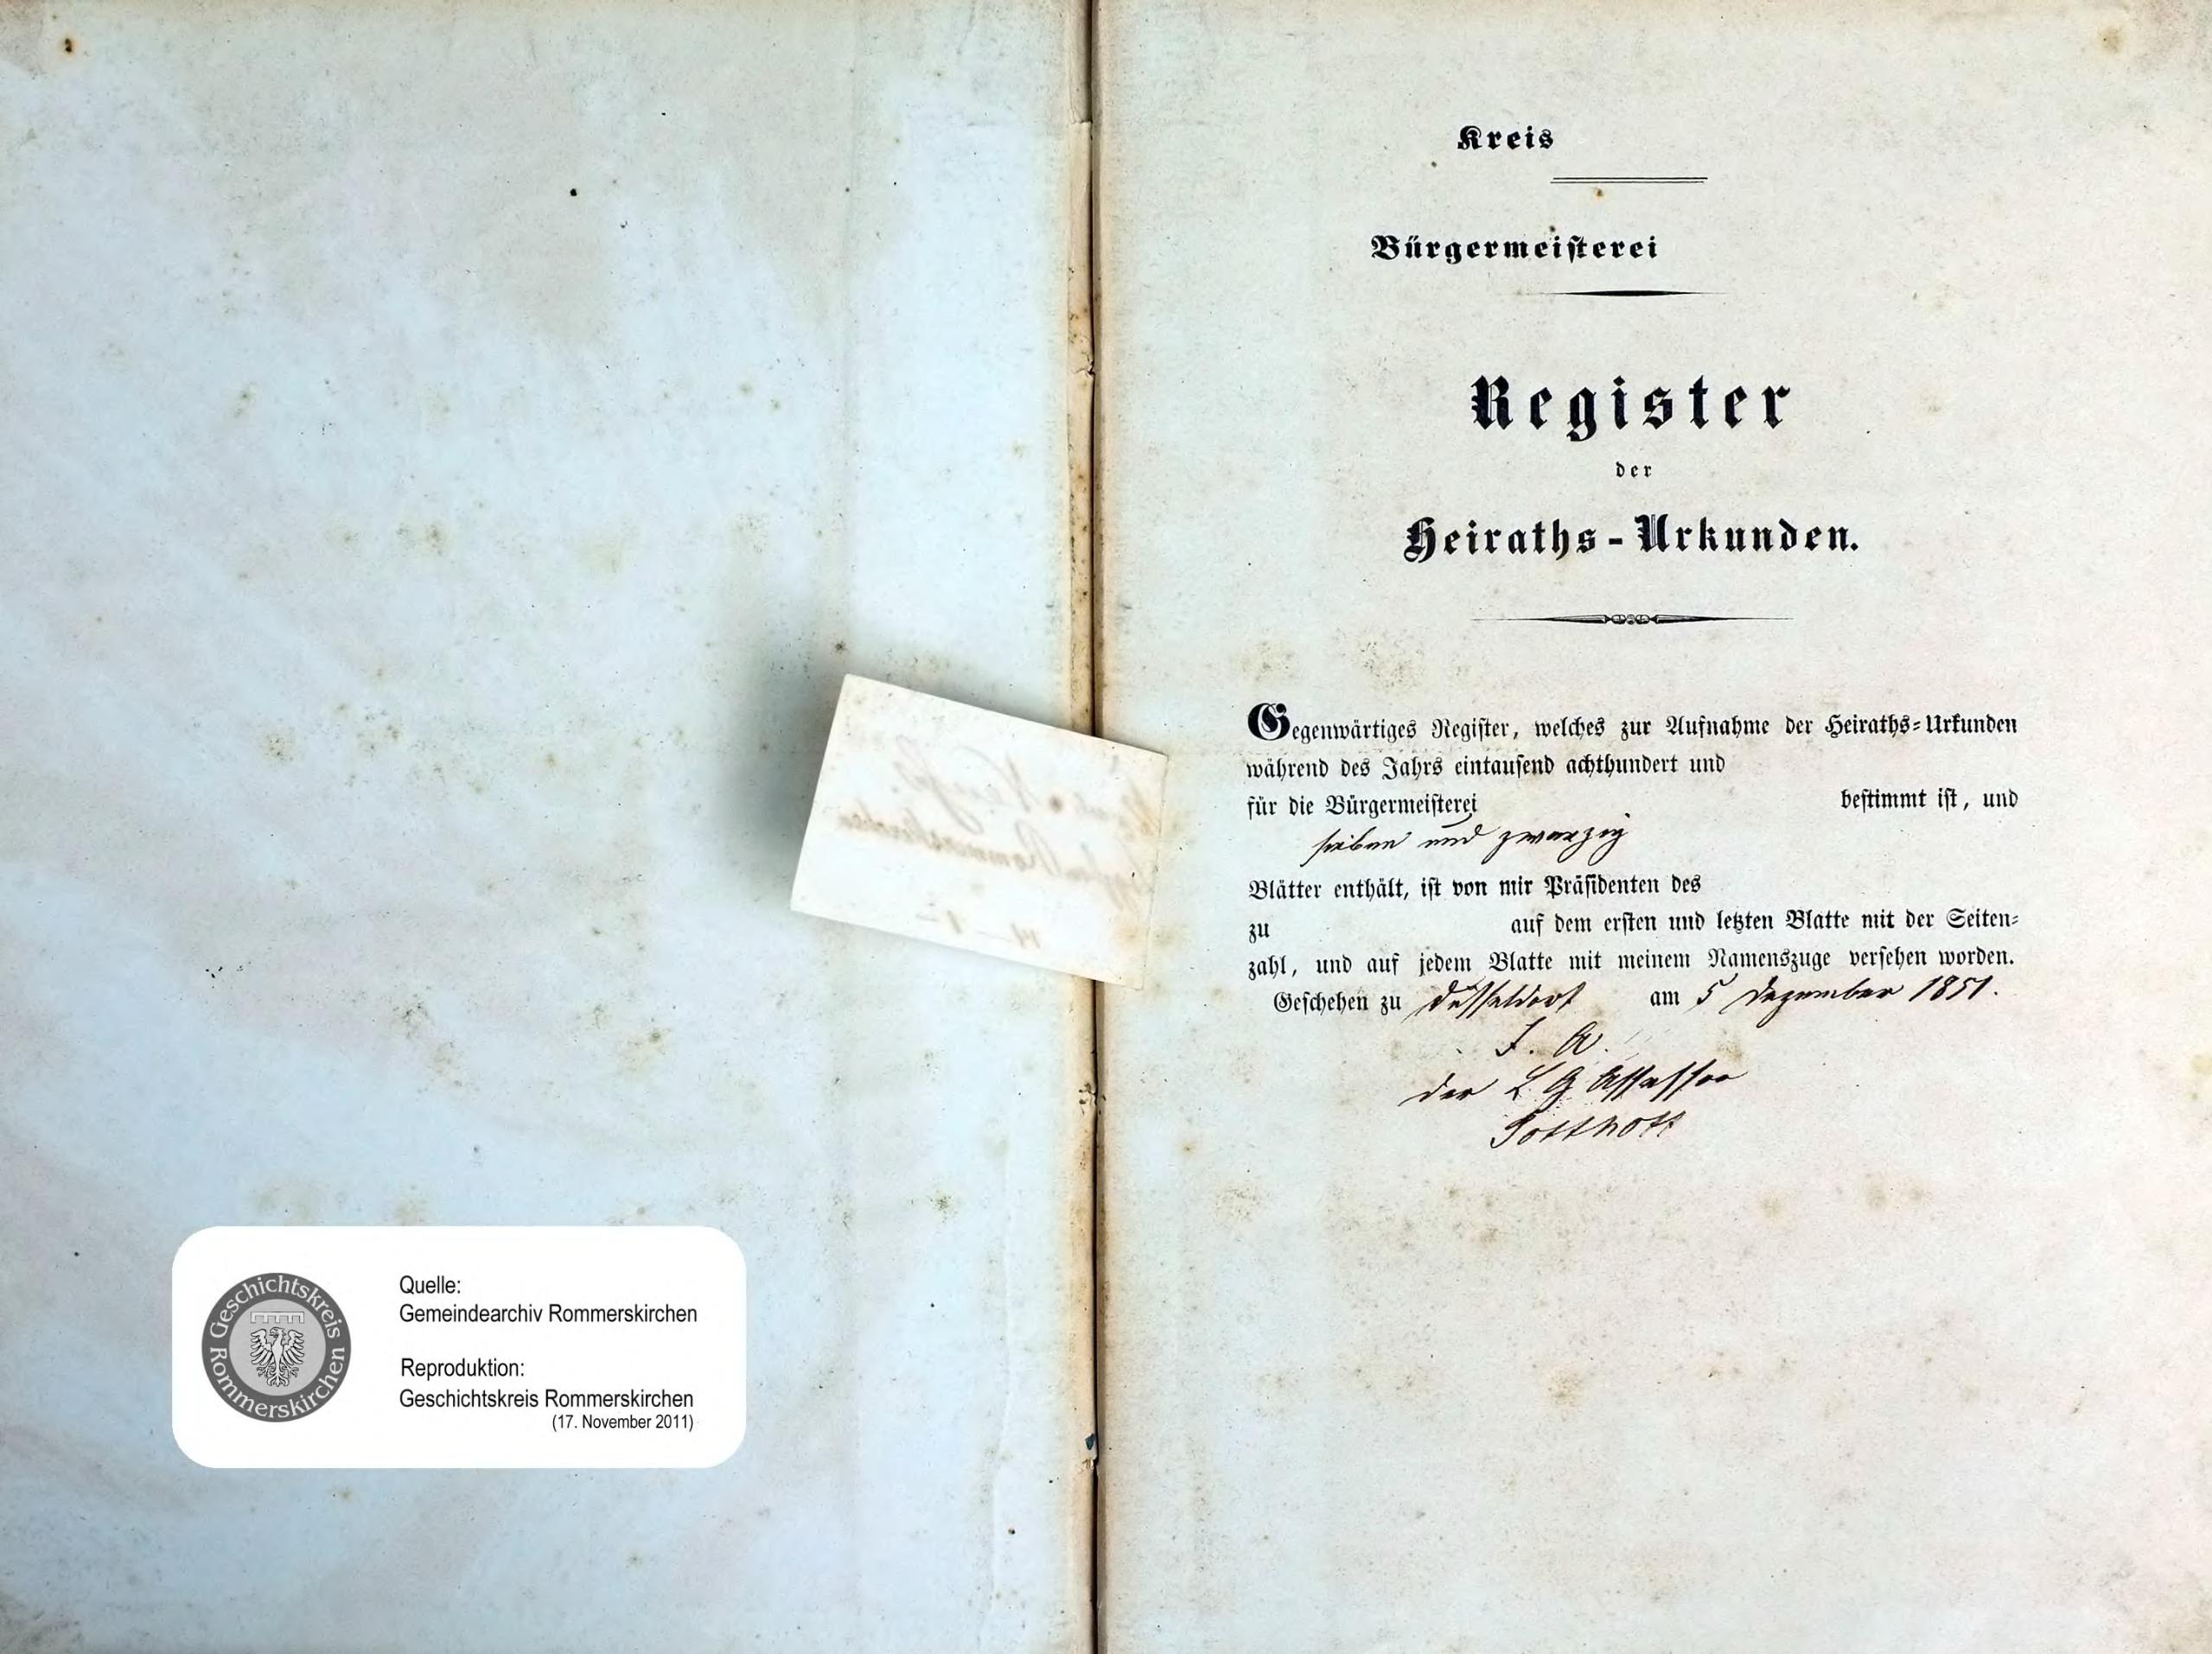 Kreis
Bürgermeisterei
Register
der
Heiraths-Urkunden.
Gegenwärtiges Register, welches zur Aufnahme der Heiraths-Urkunden
während des Jahrs eintausend achthundert und
für die Bürgermeisterei bestimmt ist, und
sieben und zwanzig
Blätter enthält, ist von mir Präsidenten des
zu auf dem ersten und letzten Blatte mit der Seiten-
zahl, und auf jedem Blatte mit meinem Namenszuge versehen worden.
Geschehen zu Düsseldorf am 5 Dezember 1851.
I. A.
der L G Assessor
Rommerskirchen
Geschichtskreis Rommerskirchen
Quelle:
Gemeindearchiv Rommerskirchen
Reproduktion:
Geschichtskreis Rommerskirchen
(17. November 2011)